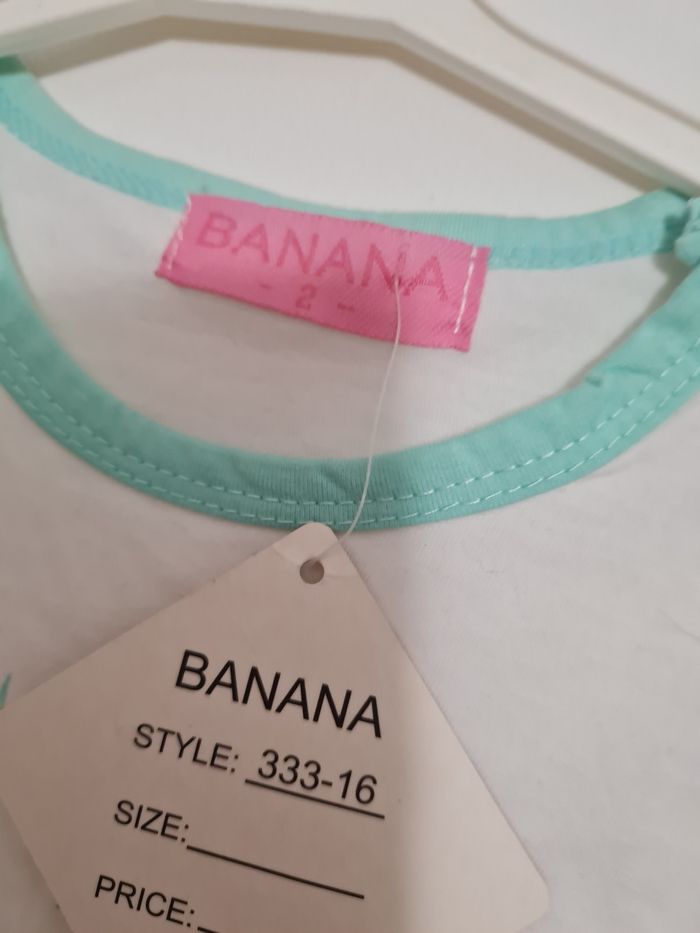 BANANA
- 2 -
BANANA
STYLE: 333-16
SIZE:
PRICE: